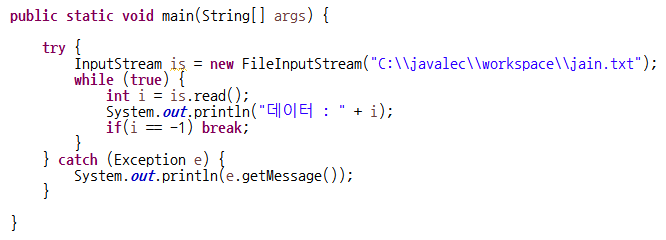 public static void main(String[] args) {
try {
InputStream is = new FileInputStream("C:\\javalec\\workspace\\jain.txt");
while (true) {
int i = is.read();
System.out.println("데이터 : " + i);
if(i == -1) break;
}
} catch (Exception e) {
System.out.println(e.getMessage());
}
}